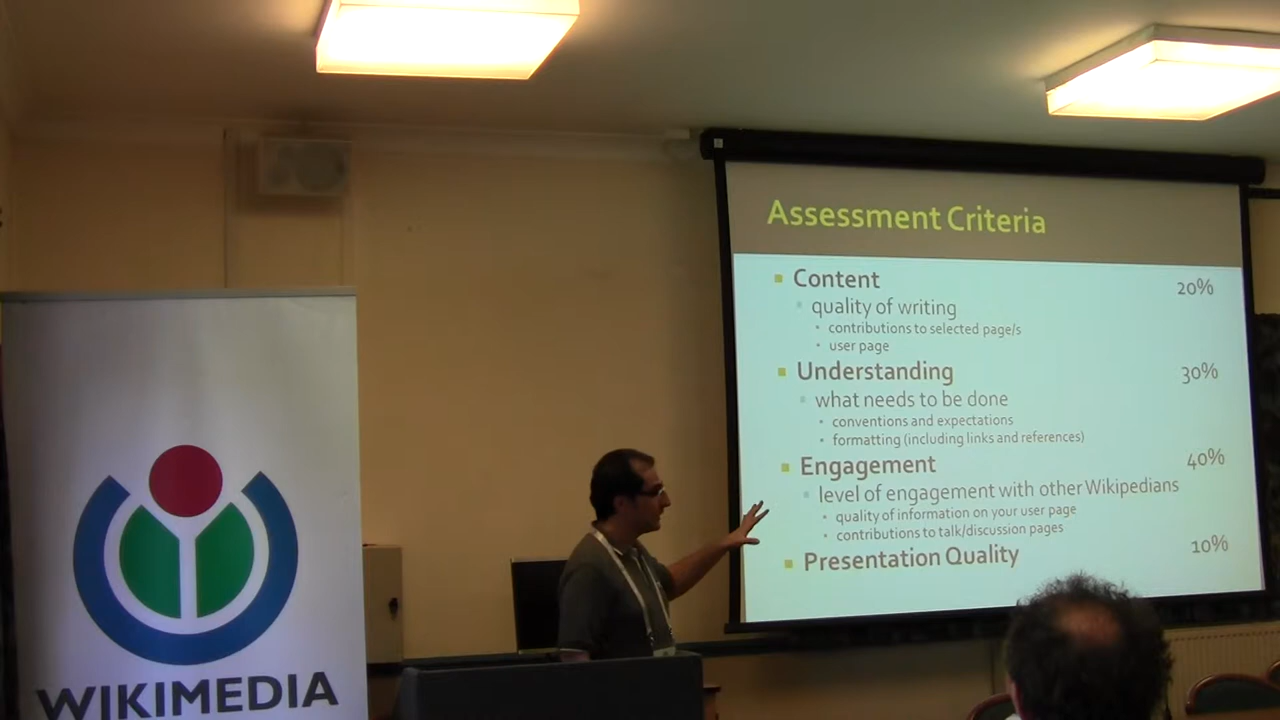 Assessment Criteria
Content 20%
quality of writing
contributions to selected page/s
user page
Understanding 30%
what needs to be done
conventions and expectations
formatting (including links and references)
Engagement 40%
level of engagement with other Wikipedians
quality of information on your user page
contributions to talk/discussion pages
Presentation Quality 10%
WIKIMEDIA